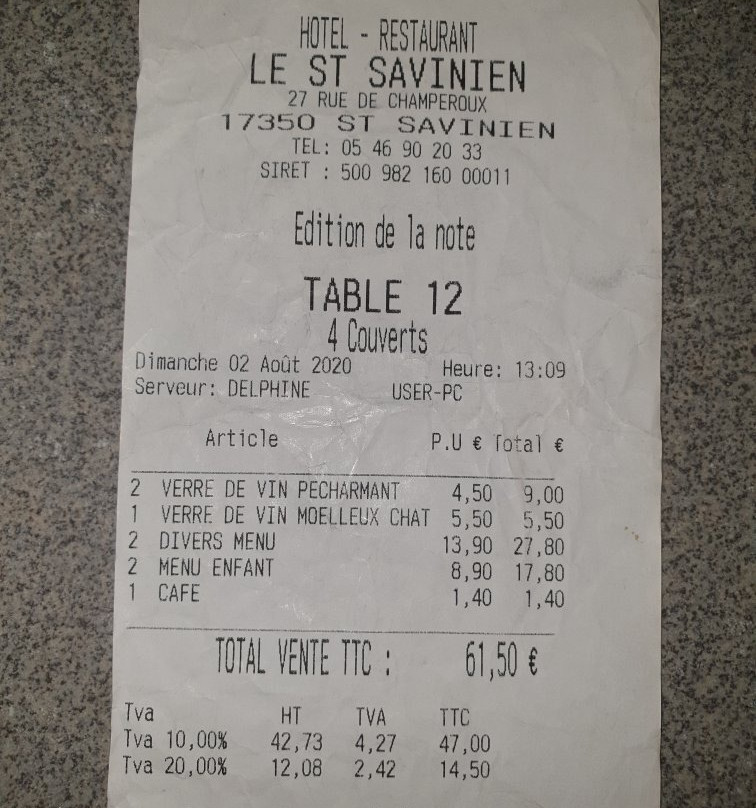 HOTEL - RESTAURANT
LE ST SAVINIEN
27 RUE DE CHAMPEROUX
17350 ST SAVINIEN
TEL: 05 46 90 20 33
SIRET : 500 982 160 00011
Edition de la note
TABLE 12
4 Couverts
Dimanche 02 Août 2020 Heure: 13:09
Serveur: DELPHINE USER-PC
Article P.U € Total €
2 VERRE DE VIN PECHARMANT 4,50 9,00
1 VERRE DE VIN MOELLEUX CHAT 5,50 5,50
2 DIVERS MENU 13,90 27,80
2 MENU ENFANT 8,90 17,80
1 CAFE 1,40 1,40
TOTAL VENTE TTC : 61,50 €
Tva HT TVA TTC
Tva 10,00% 42,73 4,27 47,00
Tva 20,00% 12,08 2,42 14,50